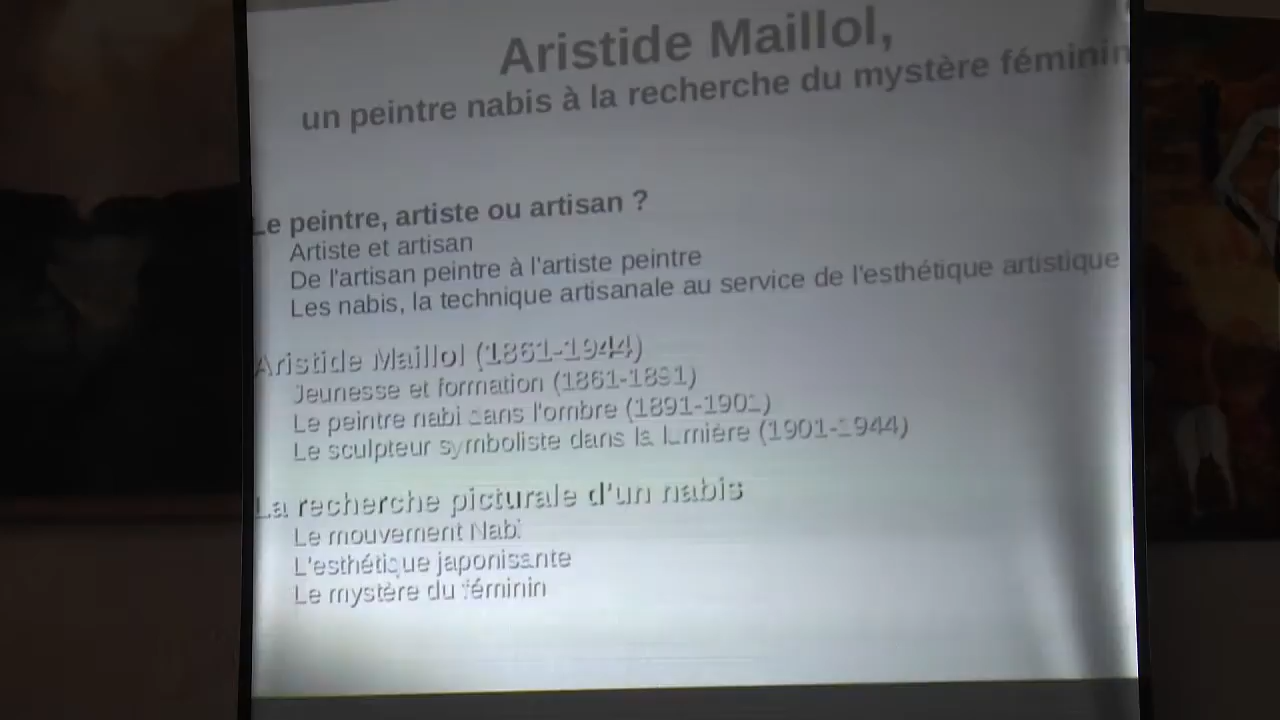 Aristide Maillol,
un peintre nabis à la recherche du mystère féminin
Le peintre, artiste ou artisan ?
Artiste et artisan
De l'artisan peintre à l'artiste peintre
Les nabis, la technique artisanale au service de l'esthétique artistique
Aristide Maillol (1861-1944)
Jeunesse et formation (1861-1891)
Le peintre nabi dans l'ombre (1891-1901)
Le sculpteur symboliste dans la lumière (1901-1944)
La recherche picturale d'un nabis
Le mouvement Nabi
L'esthétique japonisante
Le mystère du féminin